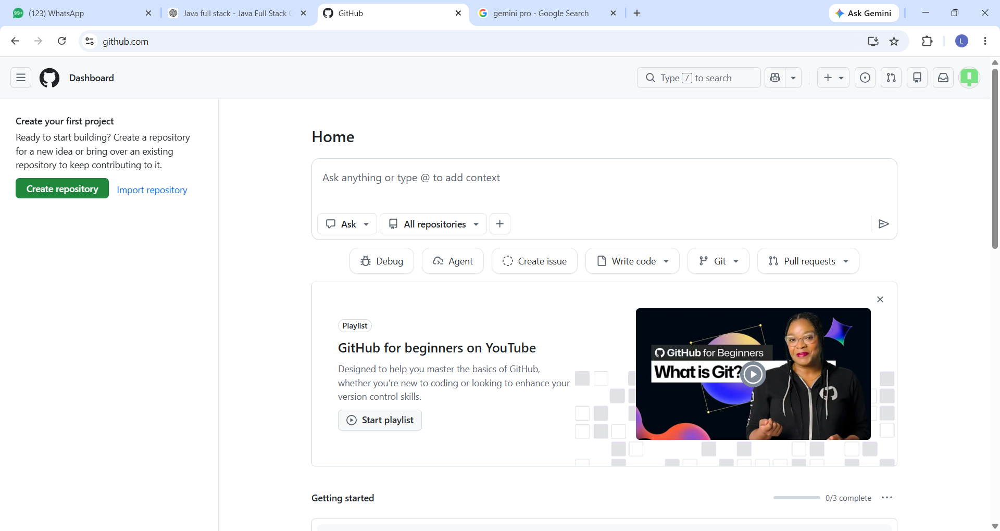 99+
(123) WhatsApp
Java full stack - Java Full Stack
GitHub
gemini pro - Google Search
Ask Gemini
github.com
L
Dashboard
Type / to search
Create your first project
Ready to start building? Create a repository
for a new idea or bring over an existing
repository to keep contributing to it.
Create repository
Import repository
Home
Ask anything or type @ to add context
Ask
All repositories
Debug
Agent
Create issue
Write code
Git
Pull requests
Playlist
GitHub for beginners on YouTube
Designed to help you master the basics of GitHub,
whether you're new to coding or looking to enhance your
version control skills.
Start playlist
GitHub for Beginners
What is Git?
Getting started
0/3 complete